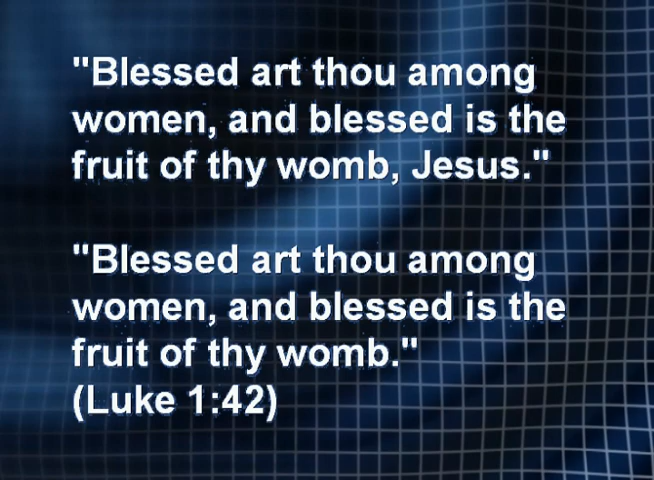 "Blessed art thou among
women, and blessed is the
fruit of thy womb, Jesus."
"Blessed art thou among
women, and blessed is the
fruit of thy womb."
(Luke 1:42)